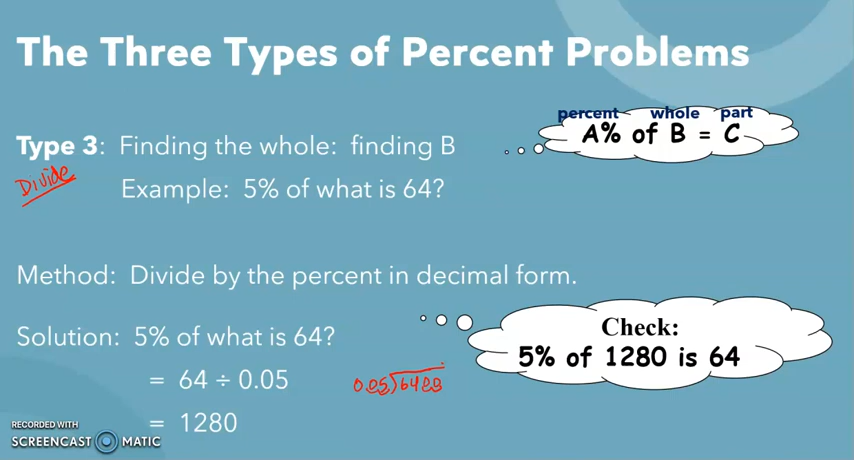 The Three Types of Percent Problems
percent whole part
A% of B = C
Type 3: Finding the whole: finding B
Divide
Example: 5% of what is 64?
Method: Divide by the percent in decimal form.
Solution: 5% of what is 64?
= 64 ÷ 0.05
= 1280
Check:
5% of 1280 is 64
RECORDED WITH
SCREENCAST MATIC